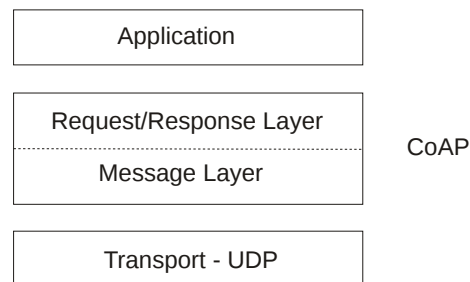 Application
Request/Response Layer
CoAP
Message Layer
Transport - UDP